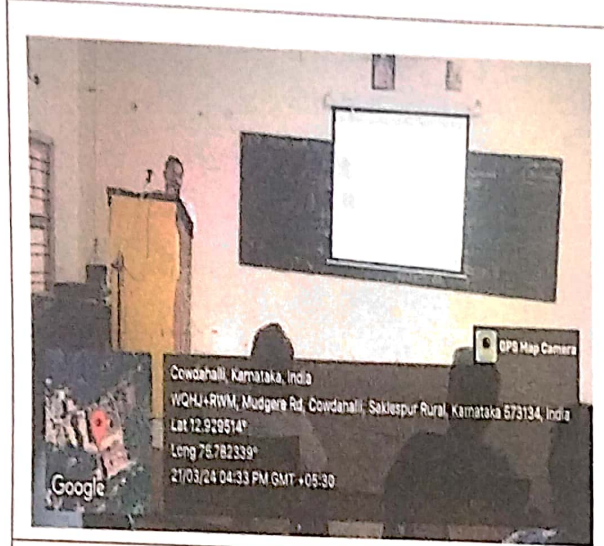 GPS Map Camera
Cowdahalli, Karnataka, India
WQHJ+RWM, Mudgere Rd, Cowdahalli, Saklespur Rural, Karnataka 573134, India
Lat 12.929514°
Long 75.782339°
21/03/24 04:33 PM GMT +05:30
Google